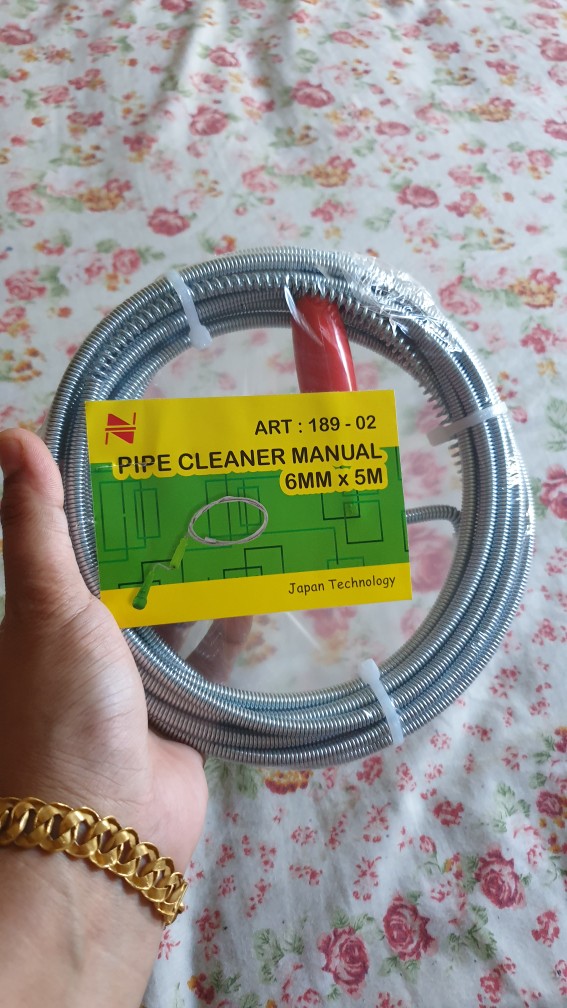 ART : 189 - 02
PIPE CLEANER MANUAL
6MM x 5M
Japan Technology